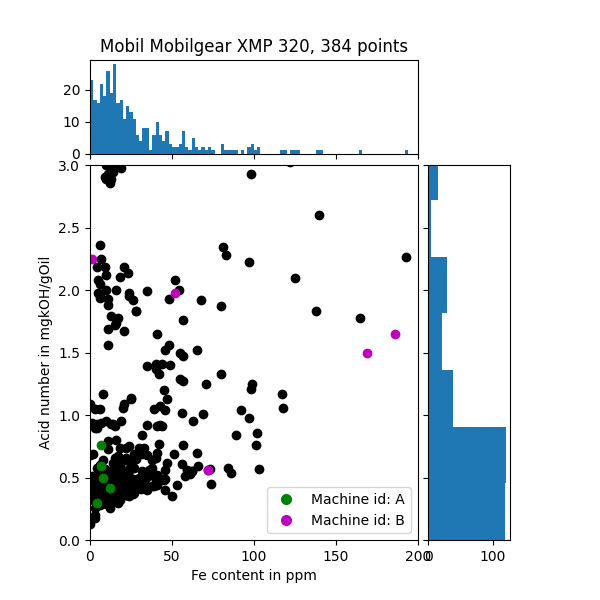 Mobil Mobilgear XMP 320, 384 points
20
10
0
3.0
2.5
2.0
1.5
1.0
0.5
0.0
Acid number in mgkOH/gOil
Machine id: A
Machine id: B
0 50 100 150 200 0 100
Fe content in ppm